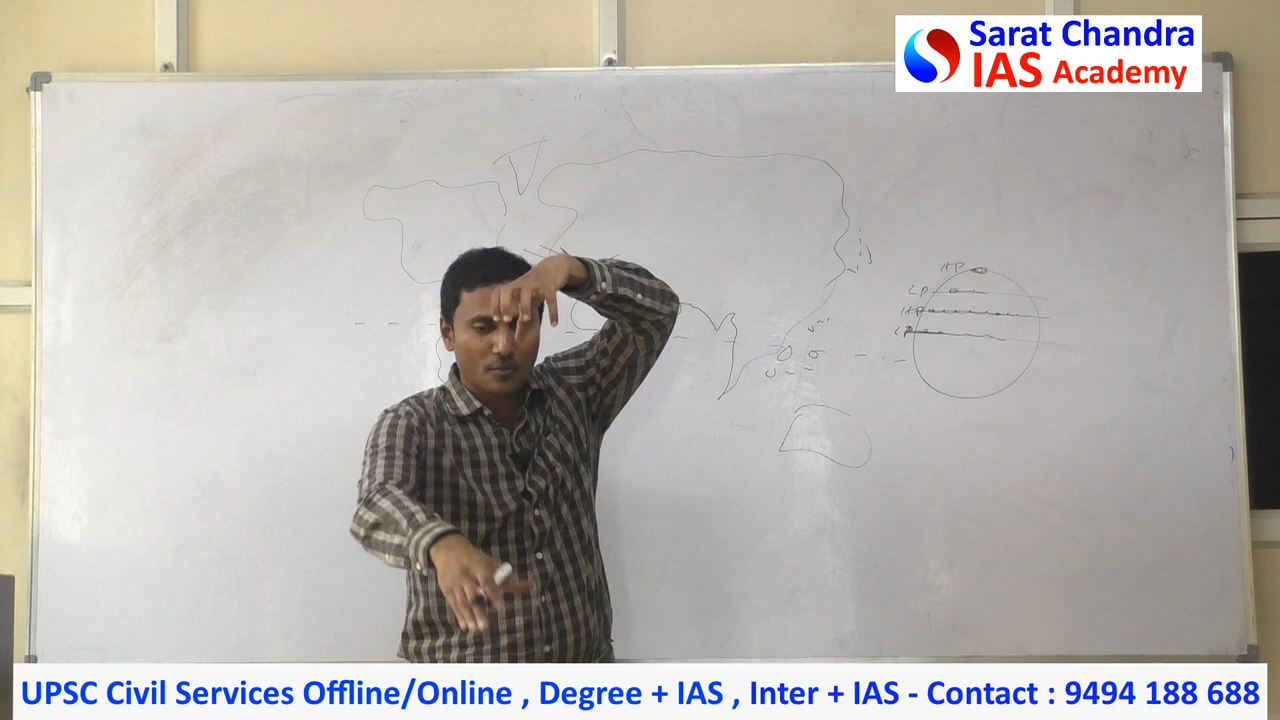 Sarat Chandra
IAS Academy
HP
LP
HP
LP
UPSC Civil Services Offline/Online , Degree + IAS , Inter + IAS - Contact : 9494 188 688